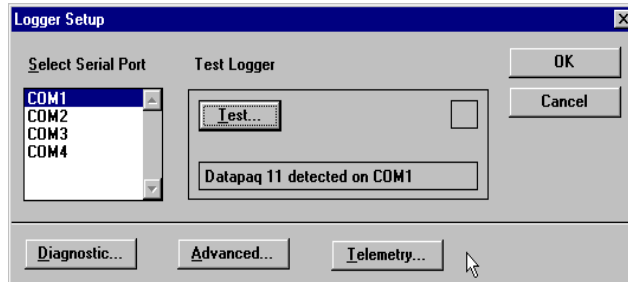 Logger Setup
Select Serial Port
Test Logger
OK
Cancel
COM1
COM2
COM3
COM4
Test...
Datapaq 11 detected on COM1
Diagnostic...
Advanced...
Telemetry...